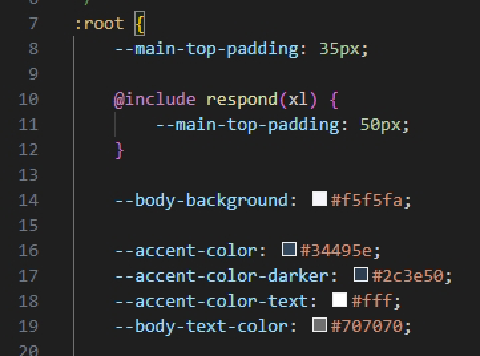 7 :root {
8 --main-top-padding: 35px;
9
10 @include respond(xl) {
11 --main-top-padding: 50px;
12 }
13
14 --body-background: #f5f5fa;
15
16 --accent-color: #34495e;
17 --accent-color-darker: #2c3e50;
18 --accent-color-text: #fff;
19 --body-text-color: #707070;
20